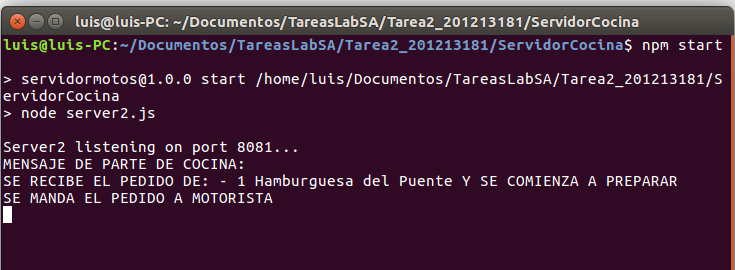 luis@luis-PC: ~/Documentos/TareasLabSA/Tarea2_201213181/ServidorCocina
luis@luis-PC:~/Documentos/TareasLabSA/Tarea2_201213181/ServidorCocina$ npm start
> servidormotos@1.0.0 start /home/luis/Documentos/TareasLabSA/Tarea2_201213181/S
ervidorCocina
> node server2.js
Server2 listening on port 8081...
MENSAJE DE PARTE DE COCINA:
SE RECIBE EL PEDIDO DE: - 1 Hamburguesa del Puente Y SE COMIENZA A PREPARAR
SE MANDA EL PEDIDO A MOTORISTA